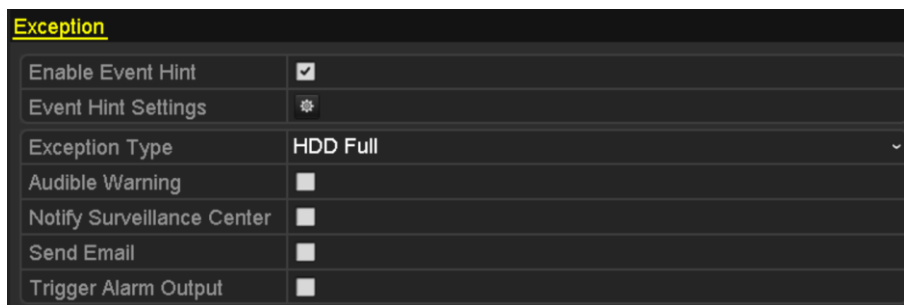 Exception
Enable Event Hint
Event Hint Settings
Exception Type HDD Full
Audible Warning
Notify Surveillance Center
Send Email
Trigger Alarm Output